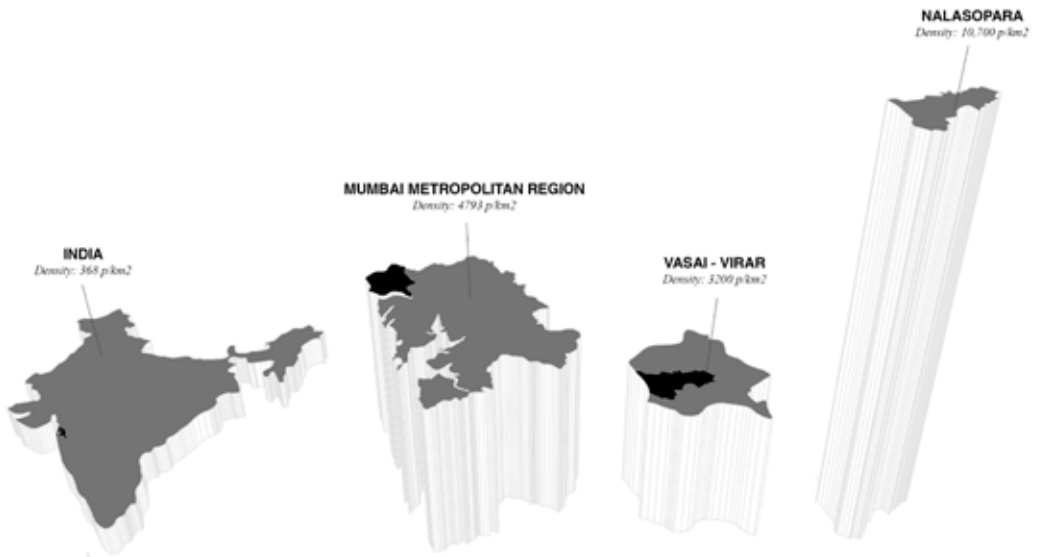 NALASOPARA
Density: 10,700 p/km2
MUMBAI METROPOLITAN REGION
Density: 4793 p/km2
INDIA
Density: 368 p/km2
VASAI - VIRAR
Density: 3200 p/km2